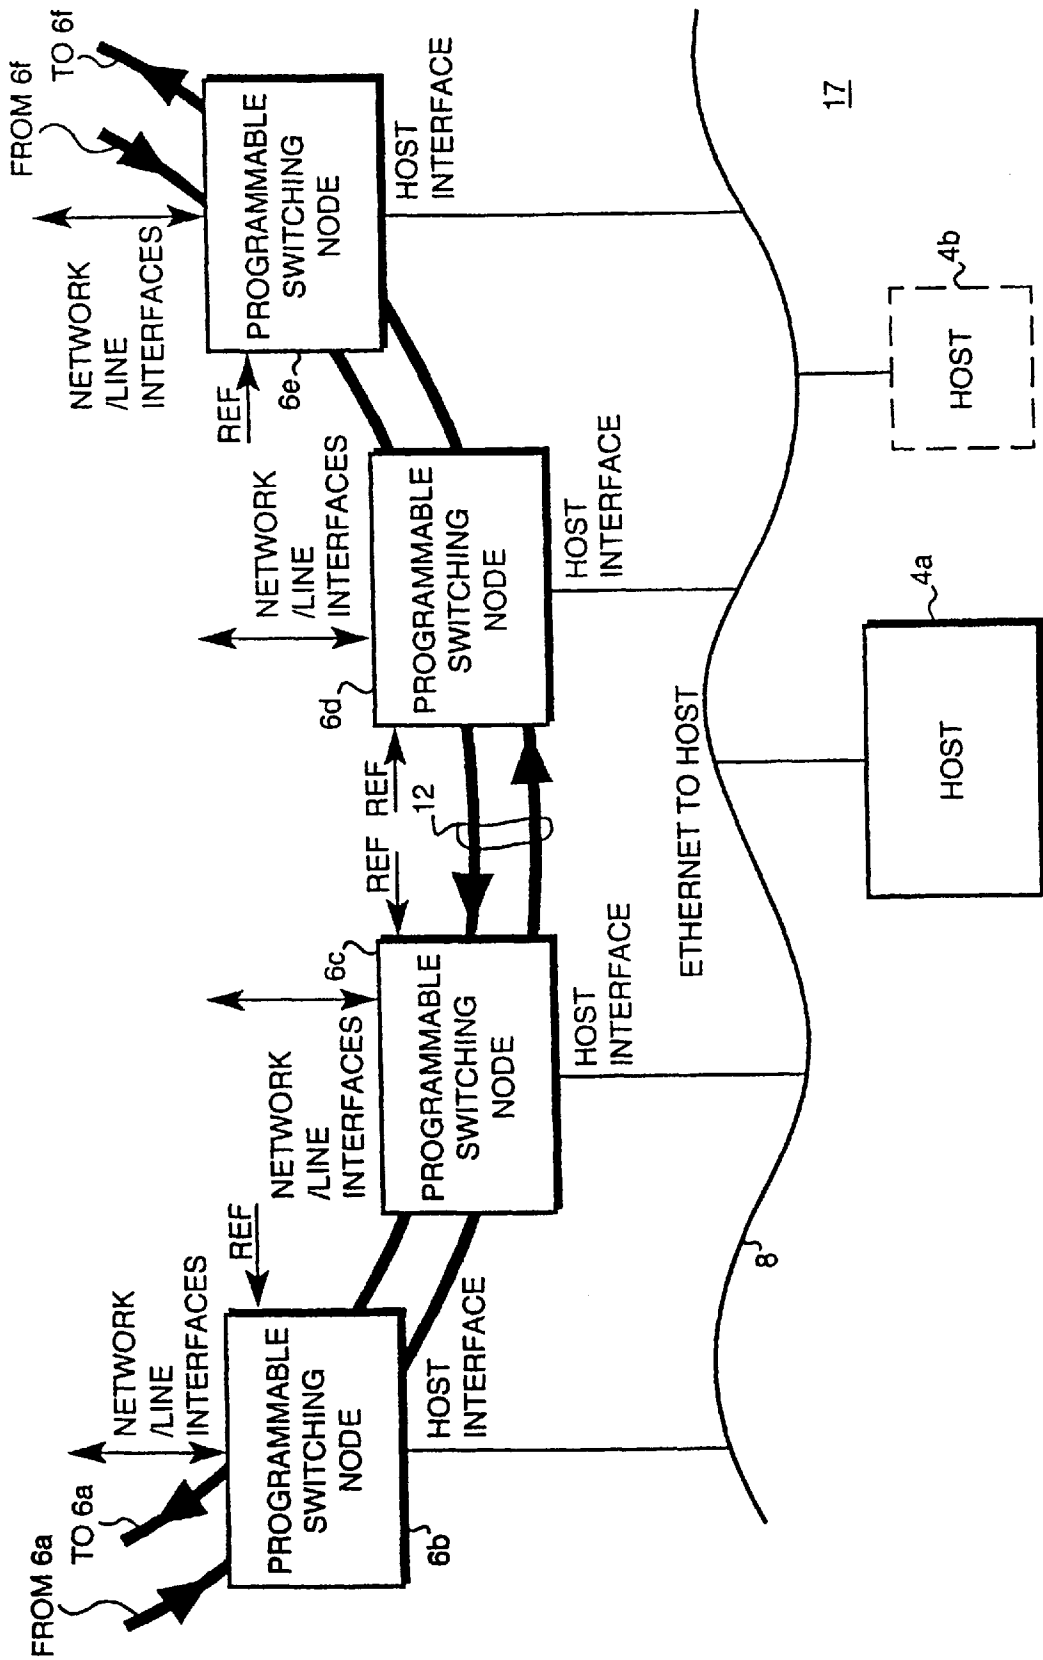 FROM 6a
TO 6a
NETWORK
/LINE
INTERFACES
REF
PROGRAMMABLE
SWITCHING
NODE
6b
HOST
INTERFACE
NETWORK
/LINE
INTERFACES
6c
REF
PROGRAMMABLE
SWITCHING
NODE
HOST
INTERFACE
12
NETWORK
/LINE
INTERFACES
6d
REF
PROGRAMMABLE
SWITCHING
NODE
HOST
INTERFACE
FROM 6f
TO 6f
NETWORK
/LINE
INTERFACES
REF
6e
PROGRAMMABLE
SWITCHING
NODE
HOST
INTERFACE
ETHERNET TO HOST
8
HOST
4a
HOST
4b
17